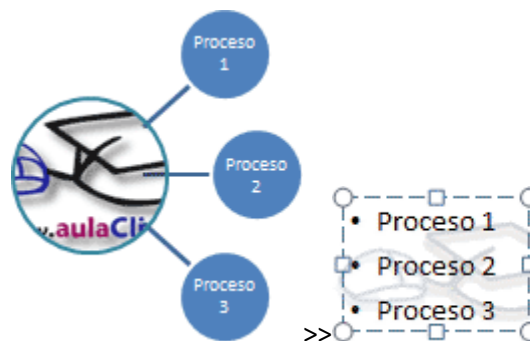 Proceso
1
Proceso
2
.aulaCli
Proceso
3
• Proceso 1
• Proceso 2
• Proceso 3
>>